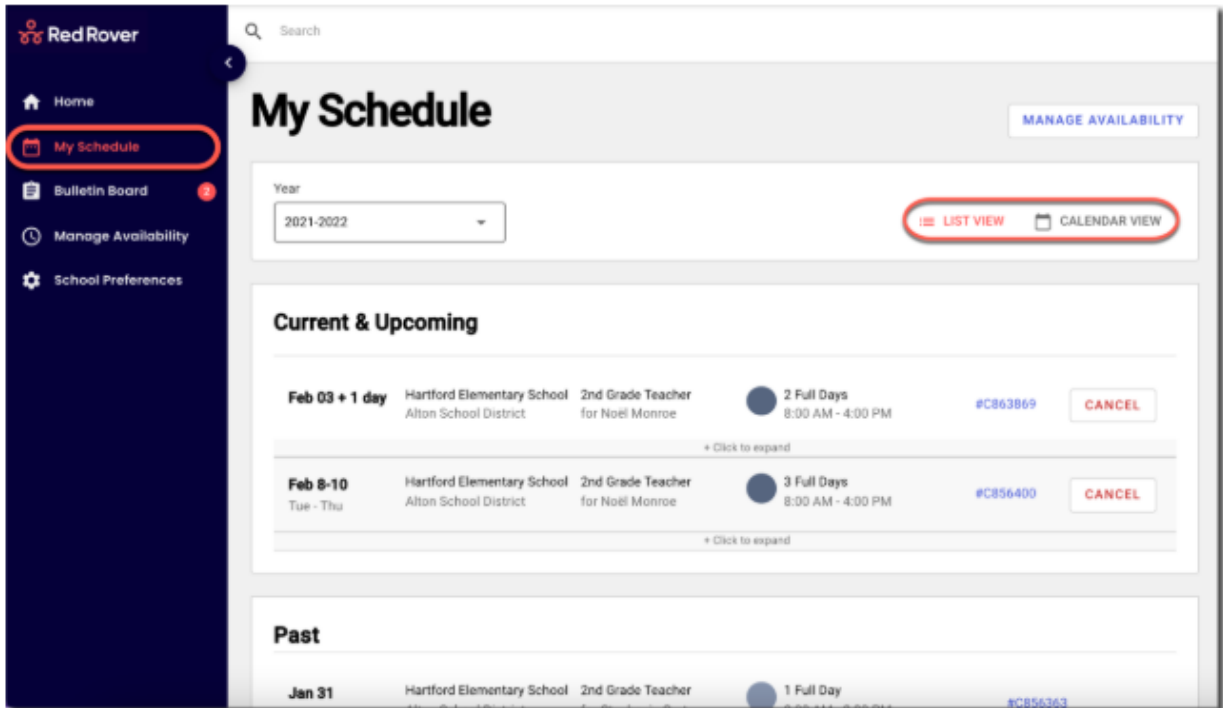 Red Rover
Search
Home
My Schedule
Bulletin Board 2
Manage Availability
School Preferences
My Schedule
MANAGE AVAILABILITY
Year
2021-2022
LIST VIEW CALENDAR VIEW
Current & Upcoming
Feb 03 + 1 day Hartford Elementary School 2nd Grade Teacher 2 Full Days #C863869 CANCEL
Alton School District for Noël Monroe 8:00 AM - 4:00 PM
+ Click to expand
Feb 8-10 Hartford Elementary School 2nd Grade Teacher 3 Full Days #C856400 CANCEL
Tue - Thu Alton School District for Noël Monroe 8:00 AM - 4:00 PM
+ Click to expand
Past
Jan 31 Hartford Elementary School 2nd Grade Teacher 1 Full Day
#C856363